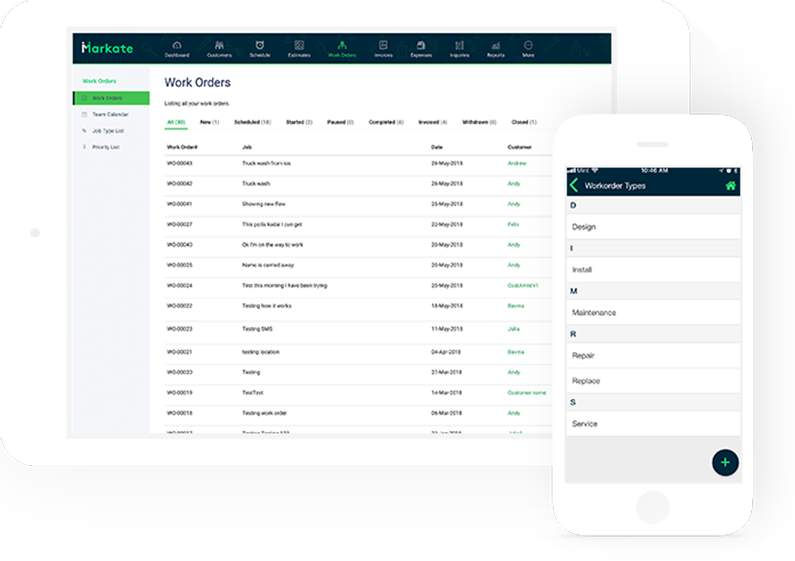 Markate
Dashboard Customers Schedule Estimates Work Orders Invoices Expenses Inquiries Reports More
Work Orders
Work Orders
Team Calendar
Job Type List
Priority List
Work Orders
Listing all your work orders.
All (30) New (1) Scheduled (18) Started (3) Paused (0) Completed (4) Invoiced (4) Withdrawn (0) Closed (1)
Work Order# Job Date Customer
WO-00043 Truck wash from ios 26-May-2018 Andrew
WO-00042 Truck wash 26-May-2018 Andy
WO-00041 Showing new flow 25-May-2018 Andy
WO-00027 This patla kadai I can get 22-May-2018 Felix
WO-00040 Ok I'm on the way to work 20-May-2018 Andy
WO-00025 Name is carried away 20-May-2018 Andy
WO-00024 Test this morning I have been trying 20-May-2018
WO-00022 Testing how it works 18-May-2018 Bavma
WO-00023 Testing SMS 11-May-2018 Julia
WO-00021 testing location 04-Apr-2018 Bavma
WO-00020 Testing 27-Mar-2018 Andy
WO-00019 TestTest 14-Mar-2018 Customer name
WO-00018 Testing work order 06-Mar-2018 Andy
WO-00017
10:46 AM
Workorder Types
D
Design
I
Install
M
Maintenance
R
Repair
Replace
S
Service
+